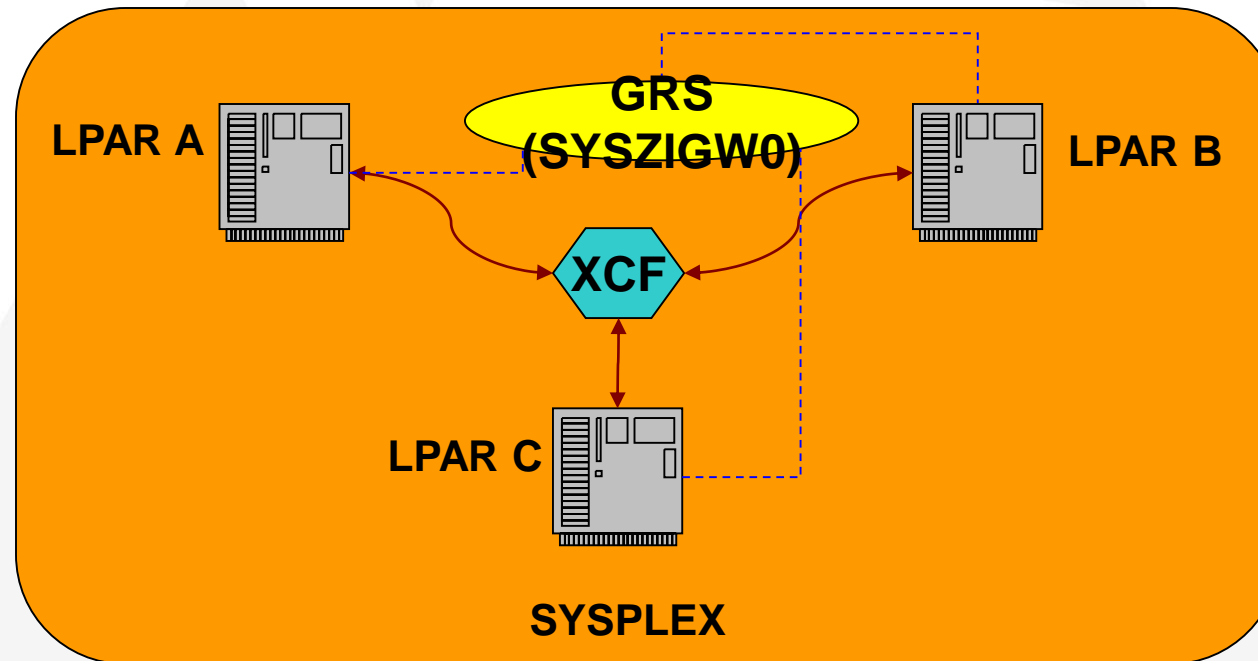 GRS
(SYSZIGW0)
LPAR A
LPAR B
XCF
LPAR C
SYSPLEX